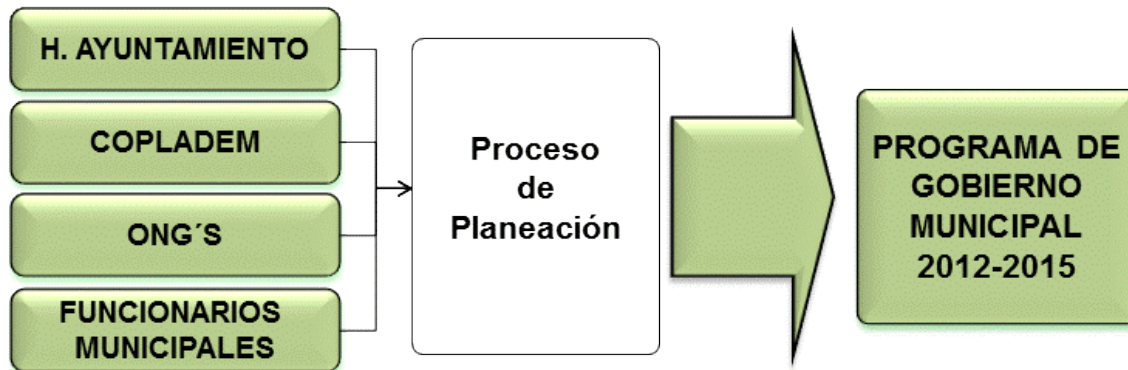 H. AYUNTAMIENTO
COPLADEM
ONG´S
FUNCIONARIOS
MUNICIPALES
Proceso
de
Planeación
PROGRAMA DE
GOBIERNO
MUNICIPAL
2012-2015